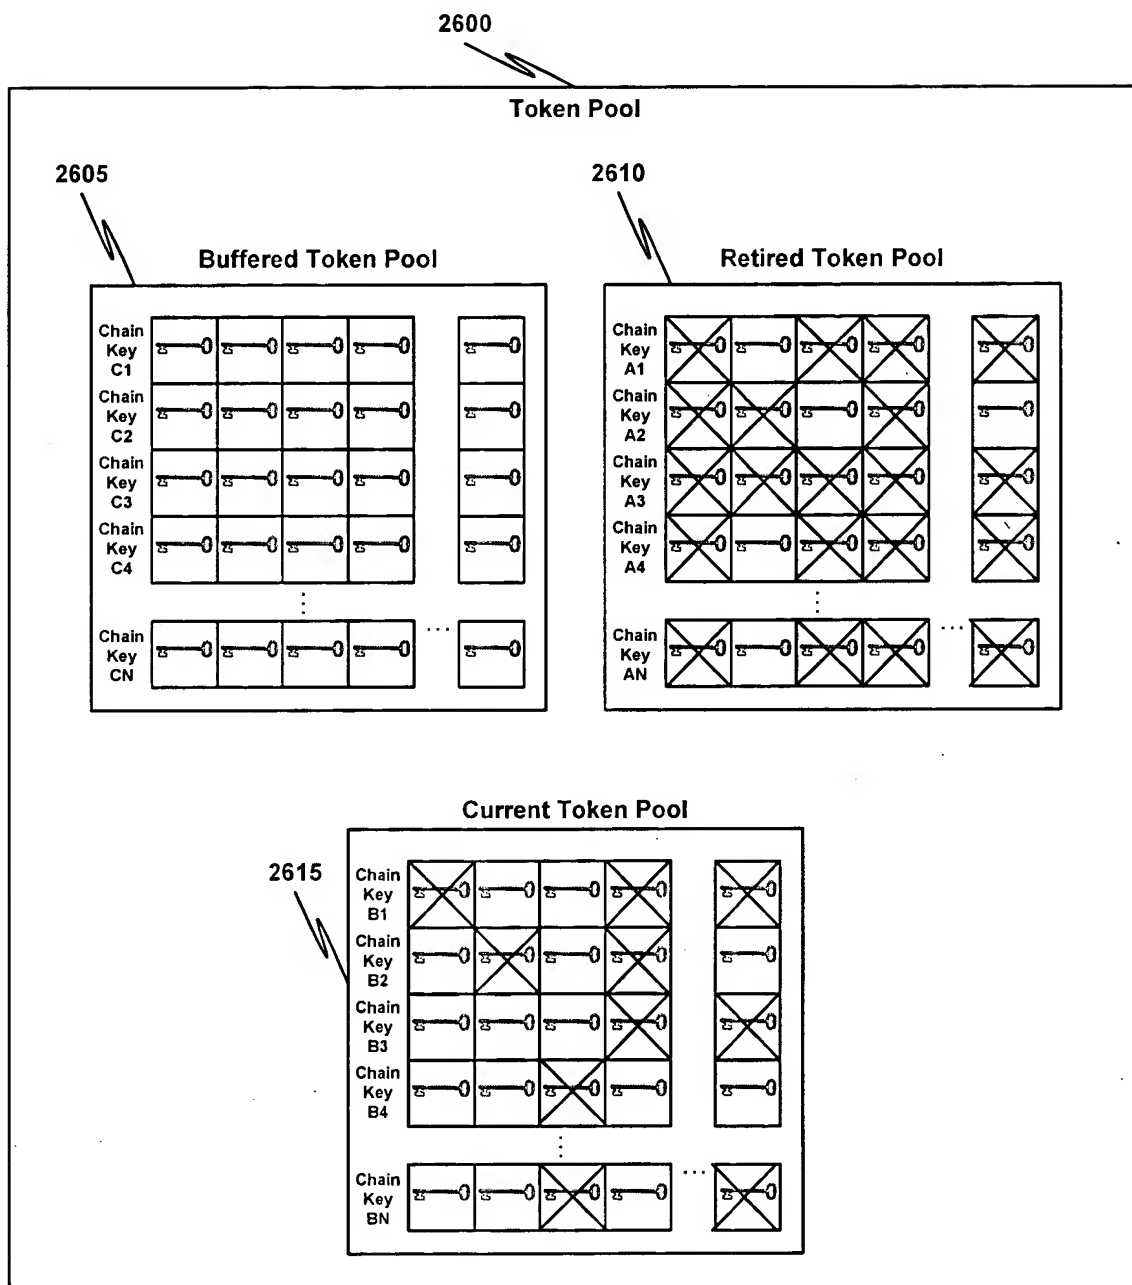 2600
Token Pool
2605
2610
Buffered Token Pool
Retired Token Pool
Chain
Key
C1
Chain
Key
C2
Chain
Key
C3
Chain
Key
C4
Chain
Key
CN
Chain
Key
A1
Chain
Key
A2
Chain
Key
A3
Chain
Key
A4
Chain
Key
AN
Current Token Pool
2615
Chain
Key
B1
Chain
Key
B2
Chain
Key
B3
Chain
Key
B4
Chain
Key
BN